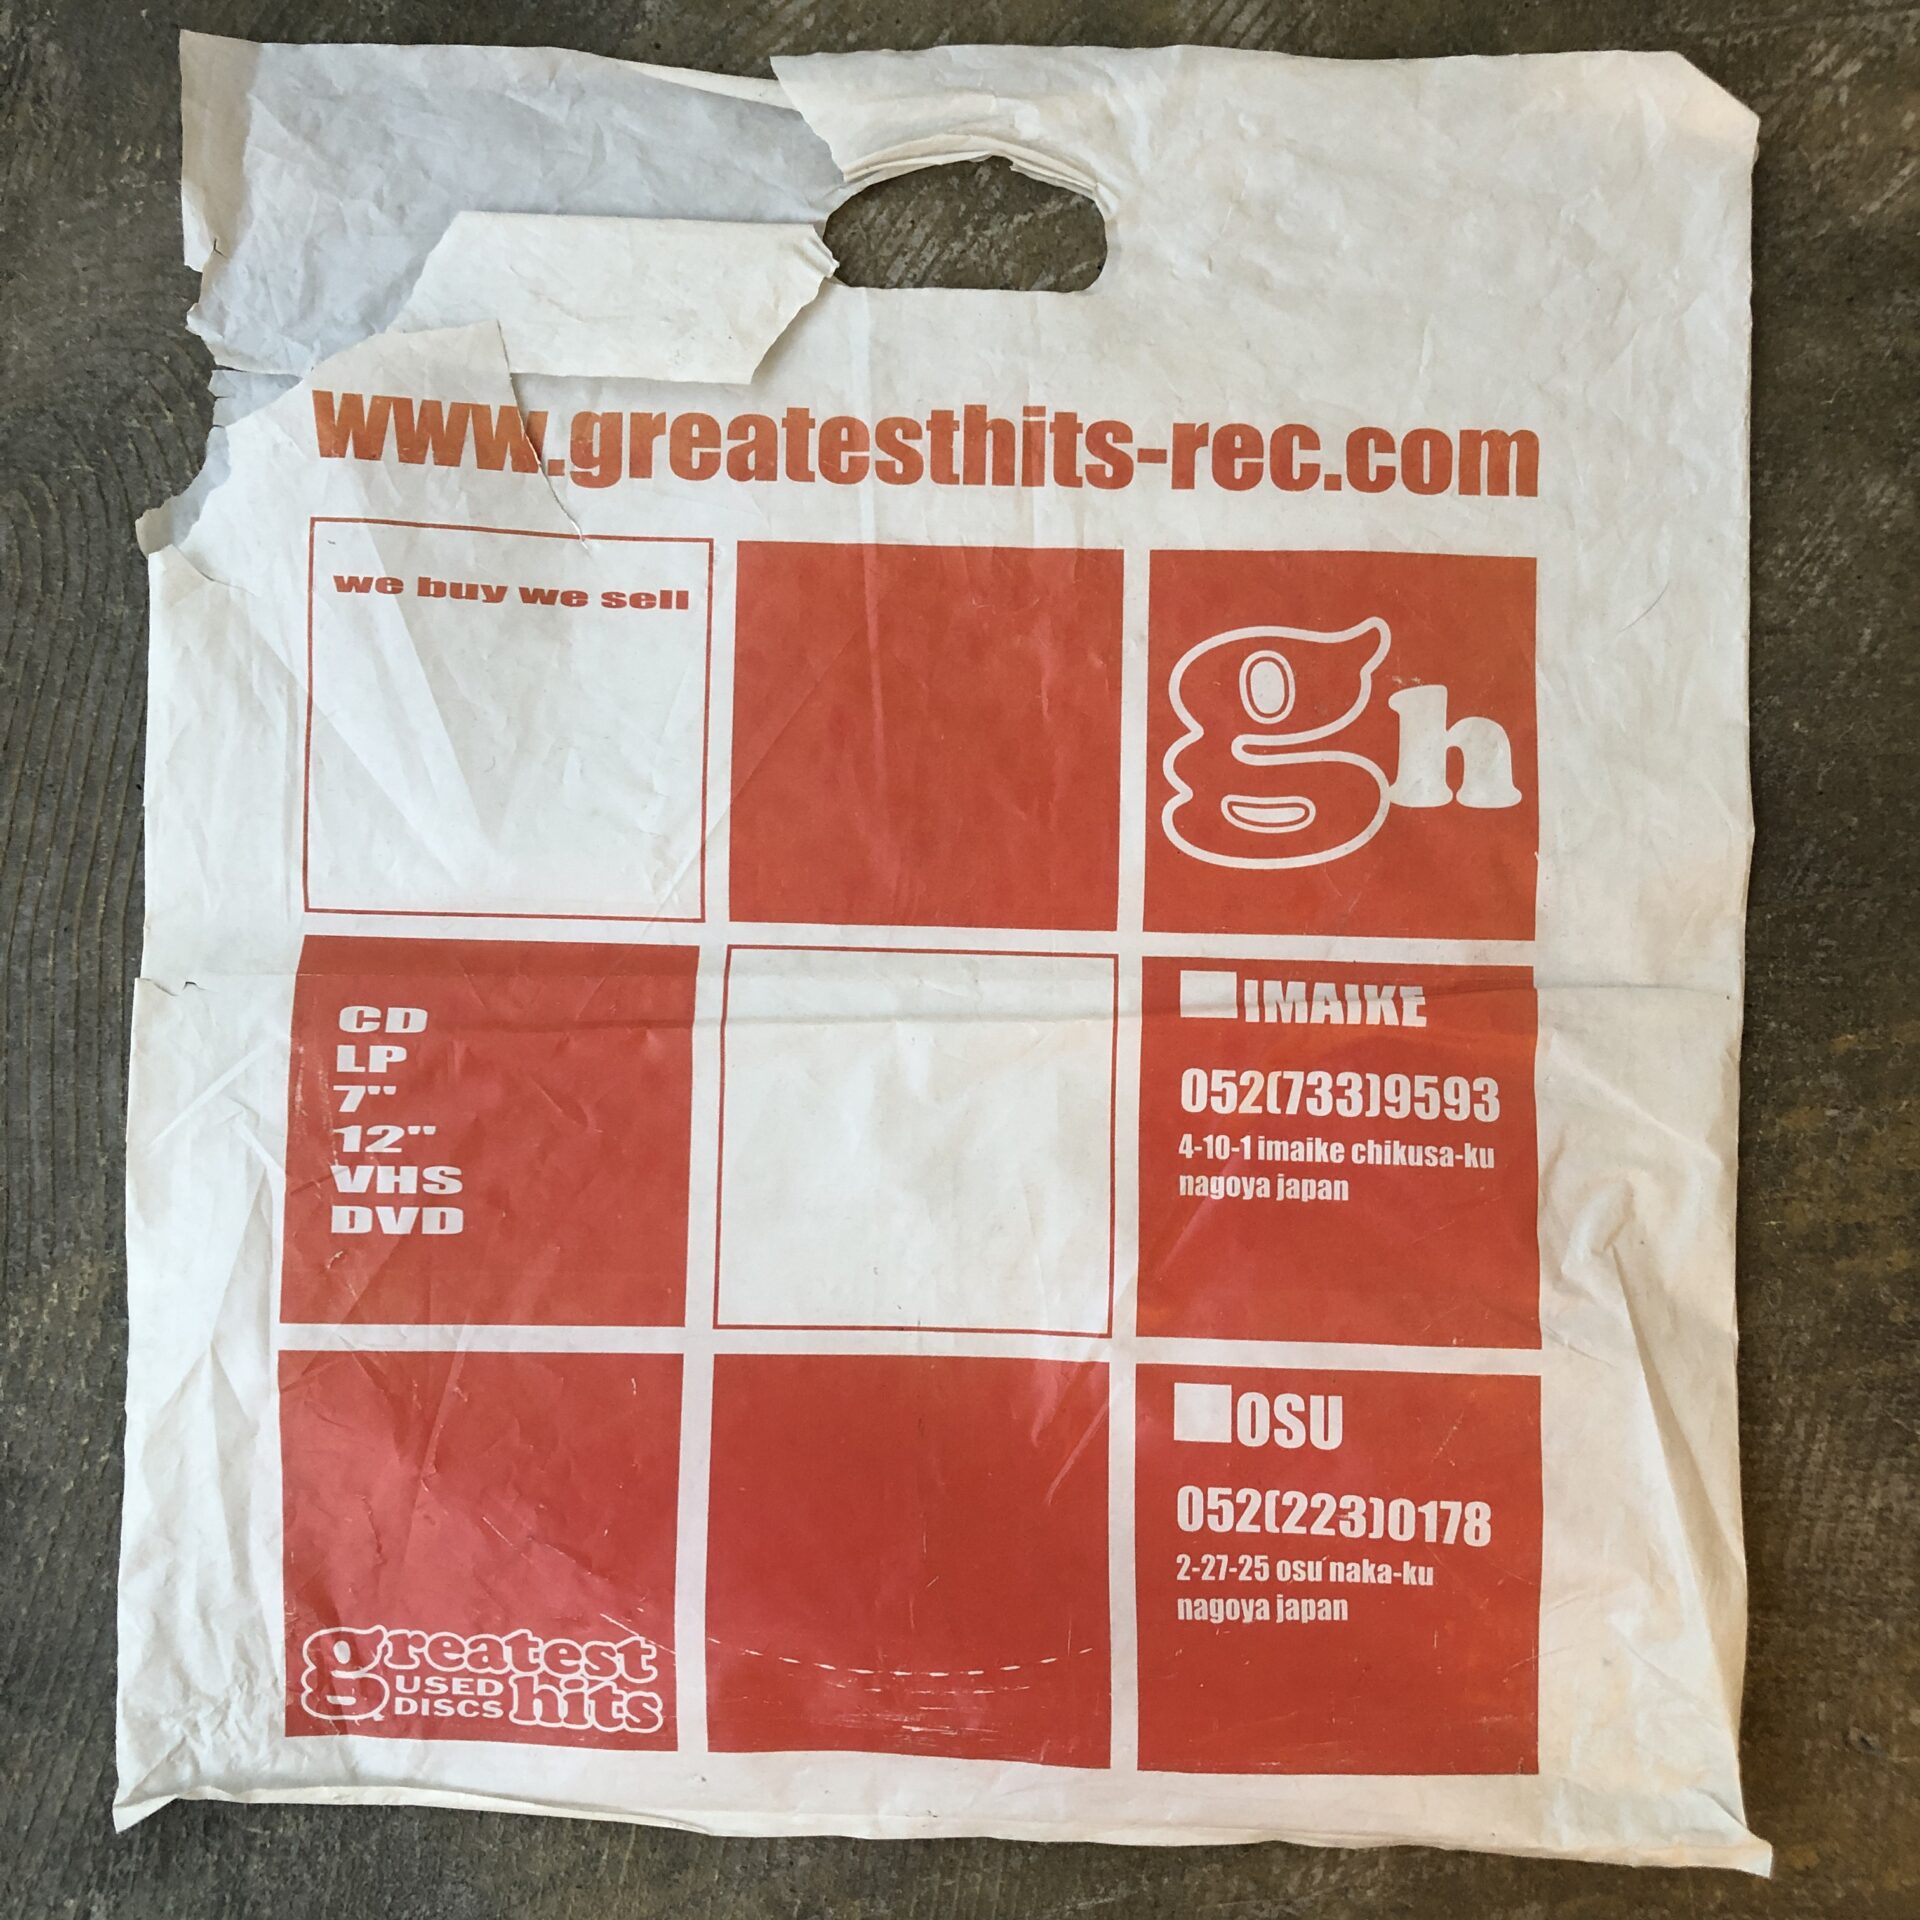 www.greatesthits-rec.com
we buy we sell
gh
CD
LP
7"
12"
VHS
DVD
IMAIKE
052(733)9593
4-10-1 imaike chikusa-ku
nagoya japan
OSU
052(223)0178
2-27-25 osu naka-ku
nagoya japan
greatest
USED
DISCS hits